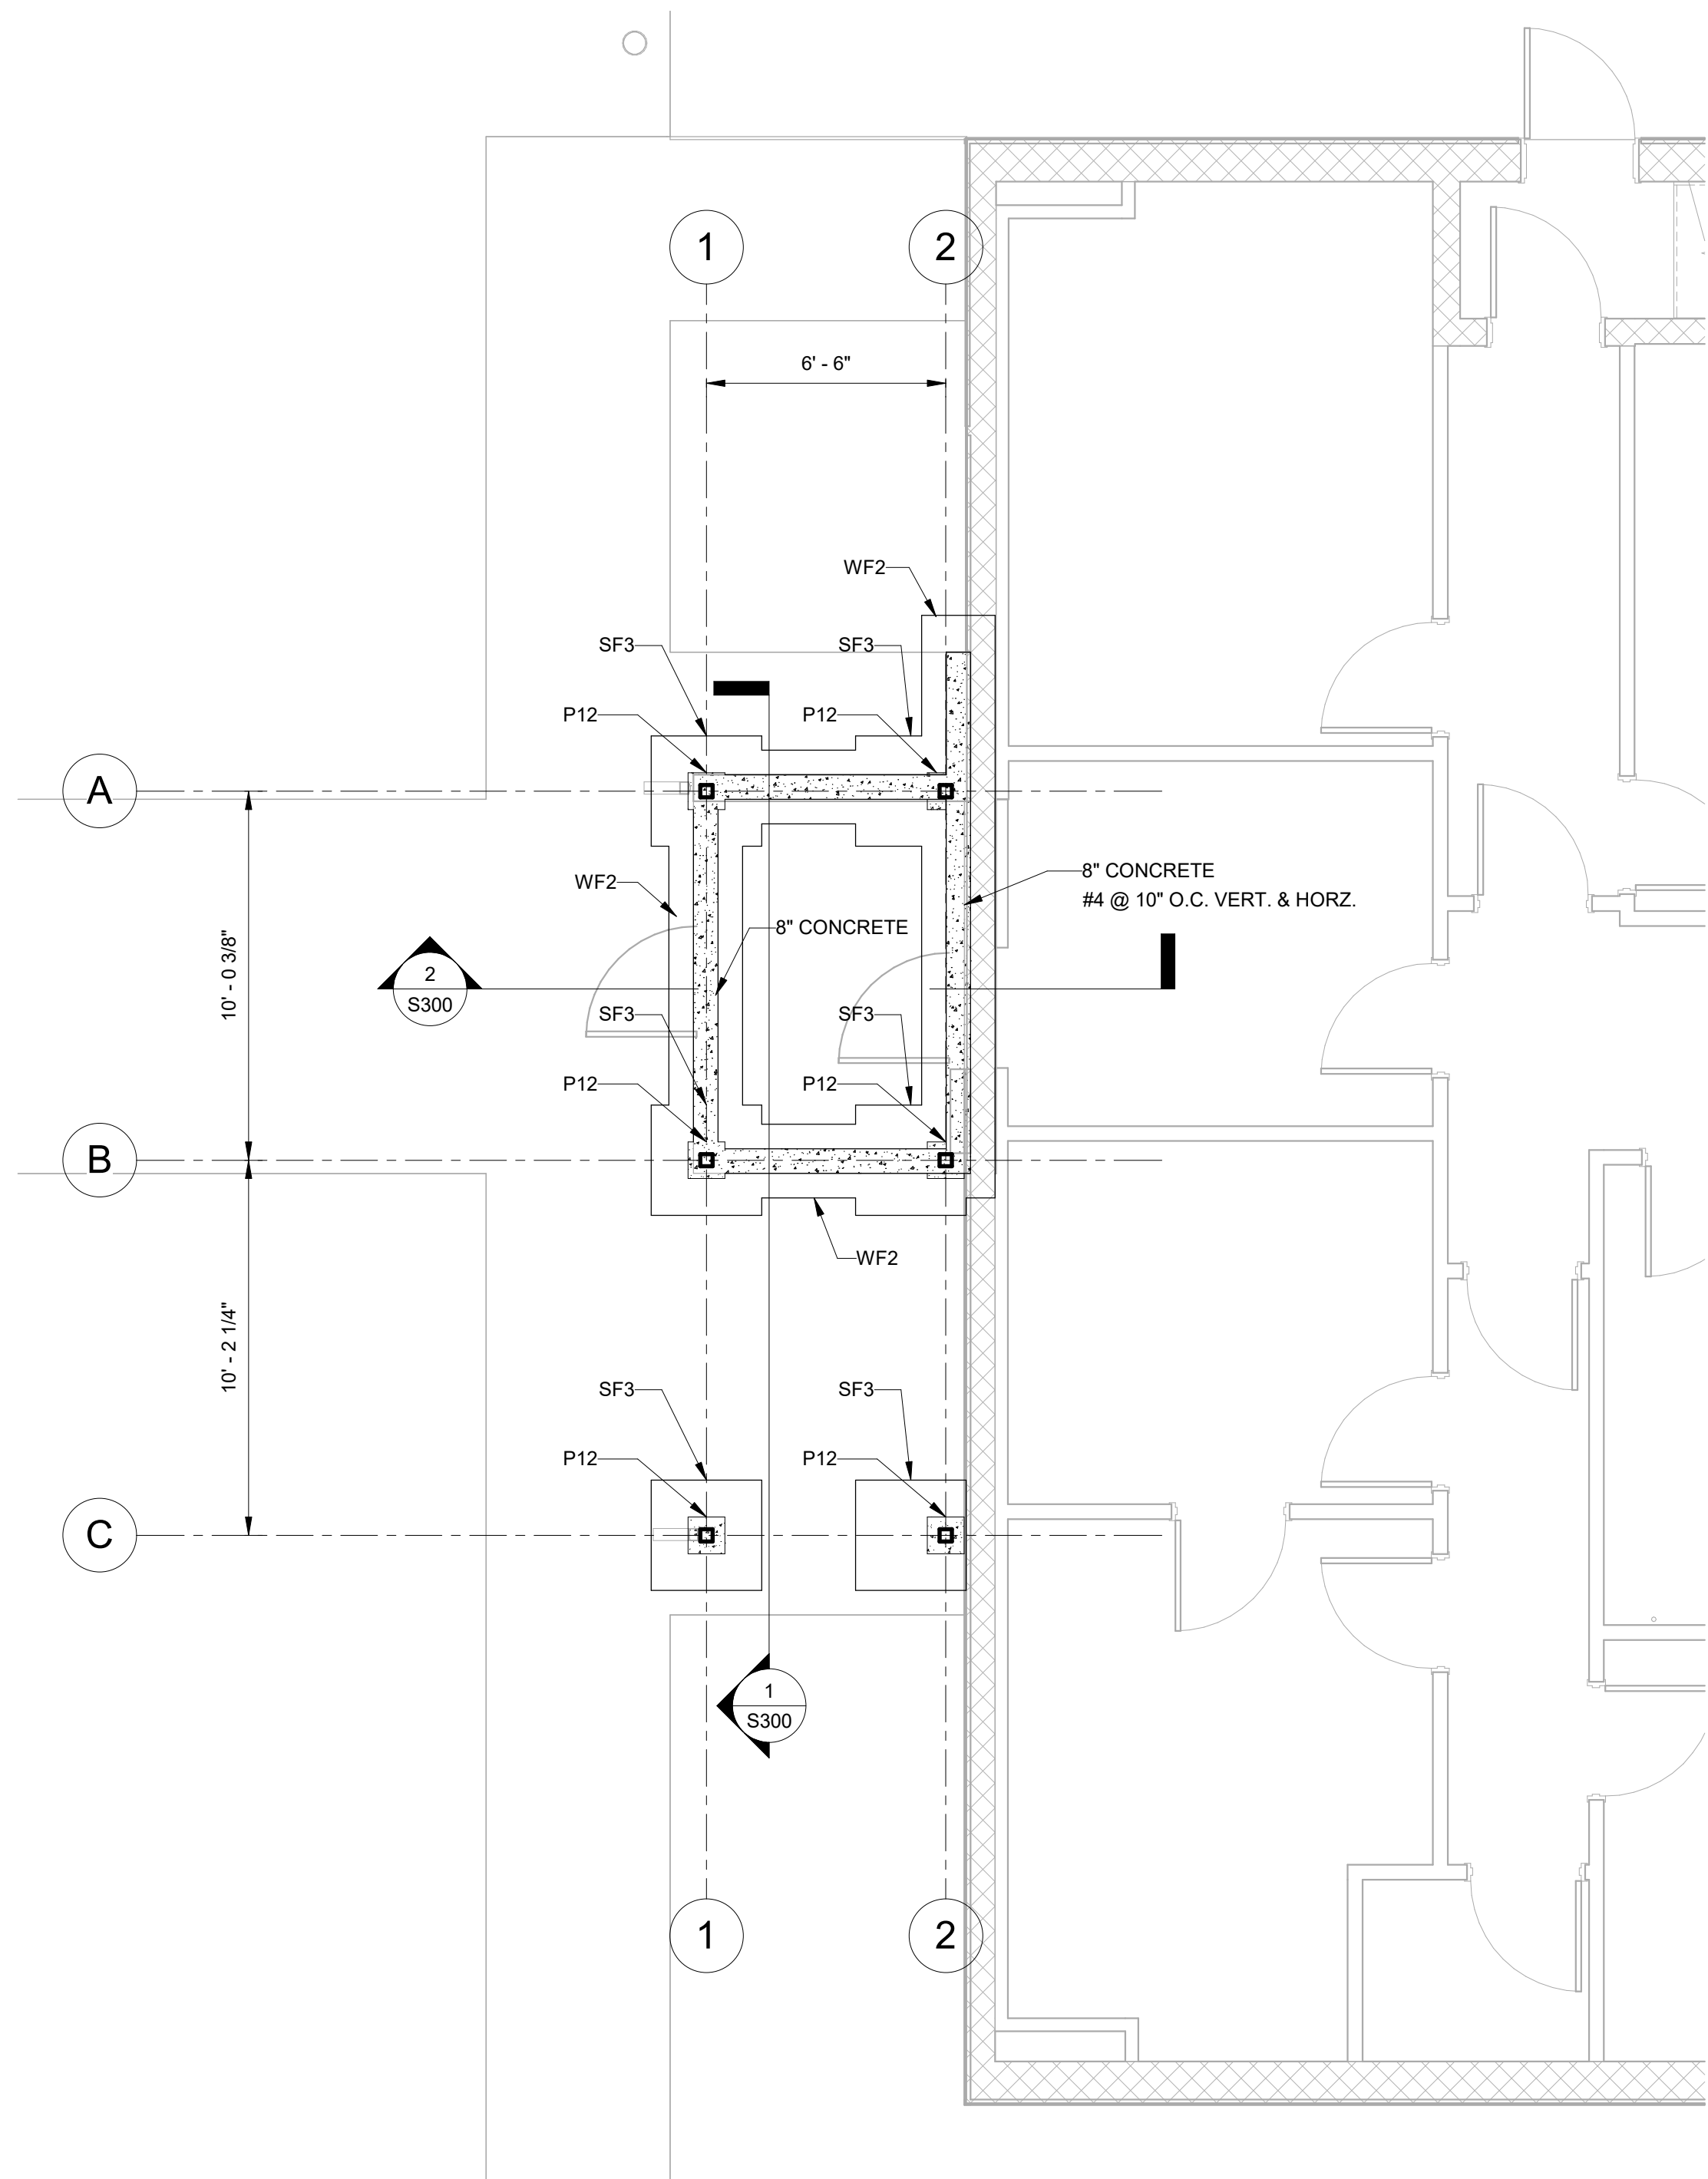 1
2
6' - 6"
WF2
SF3
SF3
P12
P12
A
8" CONCRETE
#4 @ 10" O.C. VERT. & HORZ.
WF2
8" CONCRETE
10' - 0 3/8"
2
S300
SF3
SF3
P12
P12
B
WF2
10' - 2 1/4"
SF3
SF3
P12
P12
C
1
S300
1
2